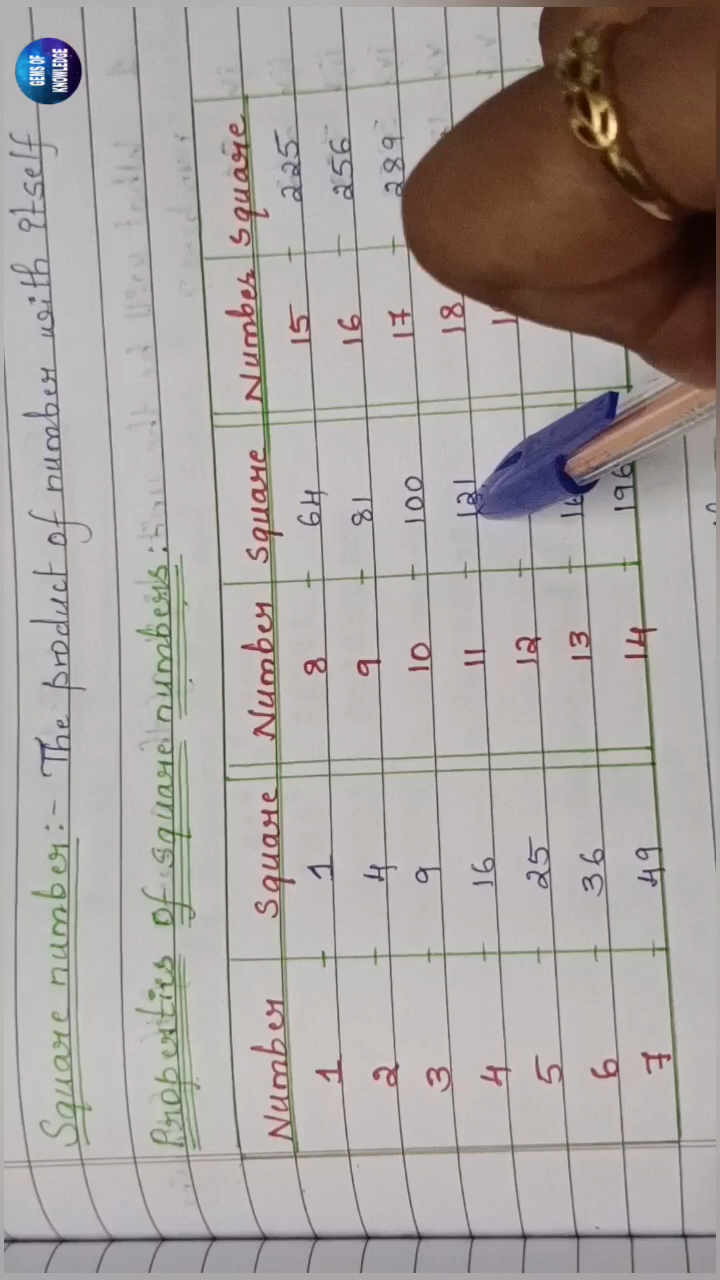 GEMS OF
KNOWLEDGE
Square number:- The product of number with itself
Properties of square numbers:
Number Square Number Square Number Square
1 - 1 8 - 64 15 - 225
2 - 4 9 - 81 16 - 256
3 - 9 10 - 100 17 - 289
4 - 16 11 - 121 18
5 - 25 12 -
6 - 36 13 -
7 - 49 14 - 196